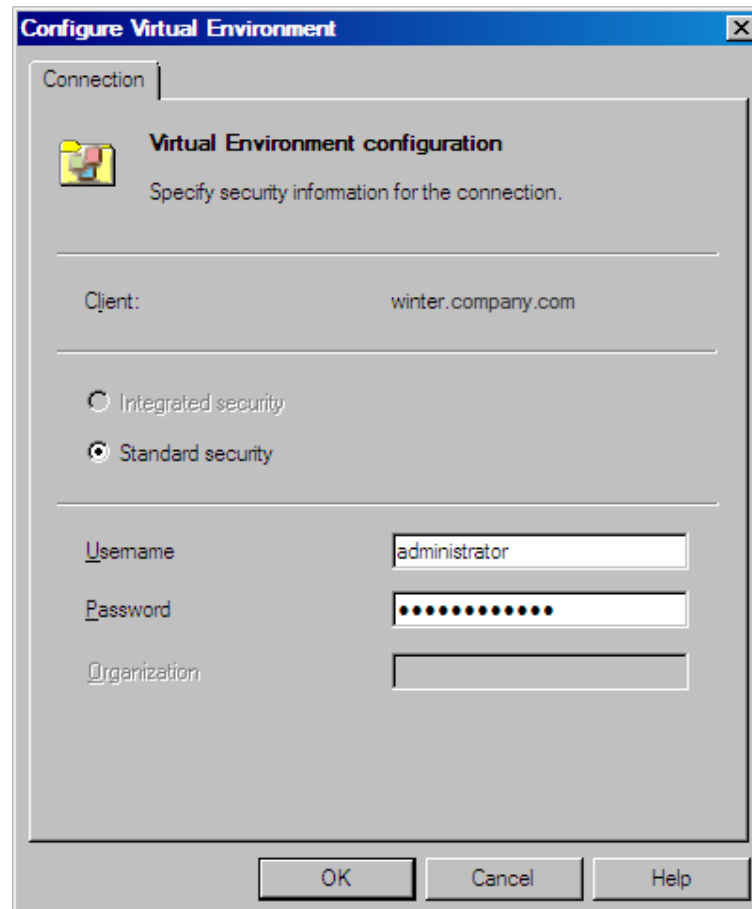 Configure Virtual Environment
Connection
Virtual Environment configuration
Specify security information for the connection.
Client: winter.company.com
Integrated security
Standard security
Username administrator
Password ●●●●●●●●●●●●
Organization
OK Cancel Help